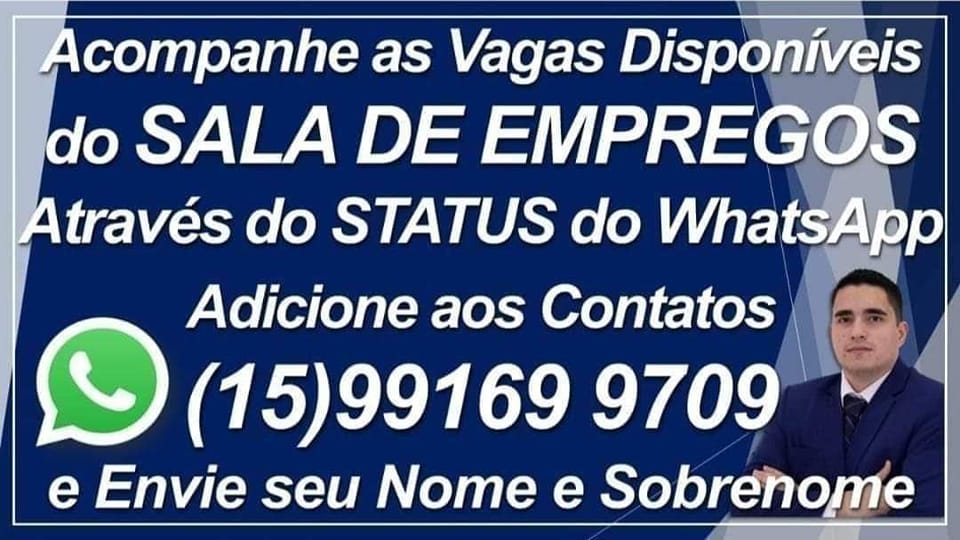 Acompanhe as Vagas Disponíveis
do SALA DE EMPREGOS
Através do STATUS do WhatsApp
Adicione aos Contatos
(15)99169 9709
e Envie seu Nome e Sobrenome